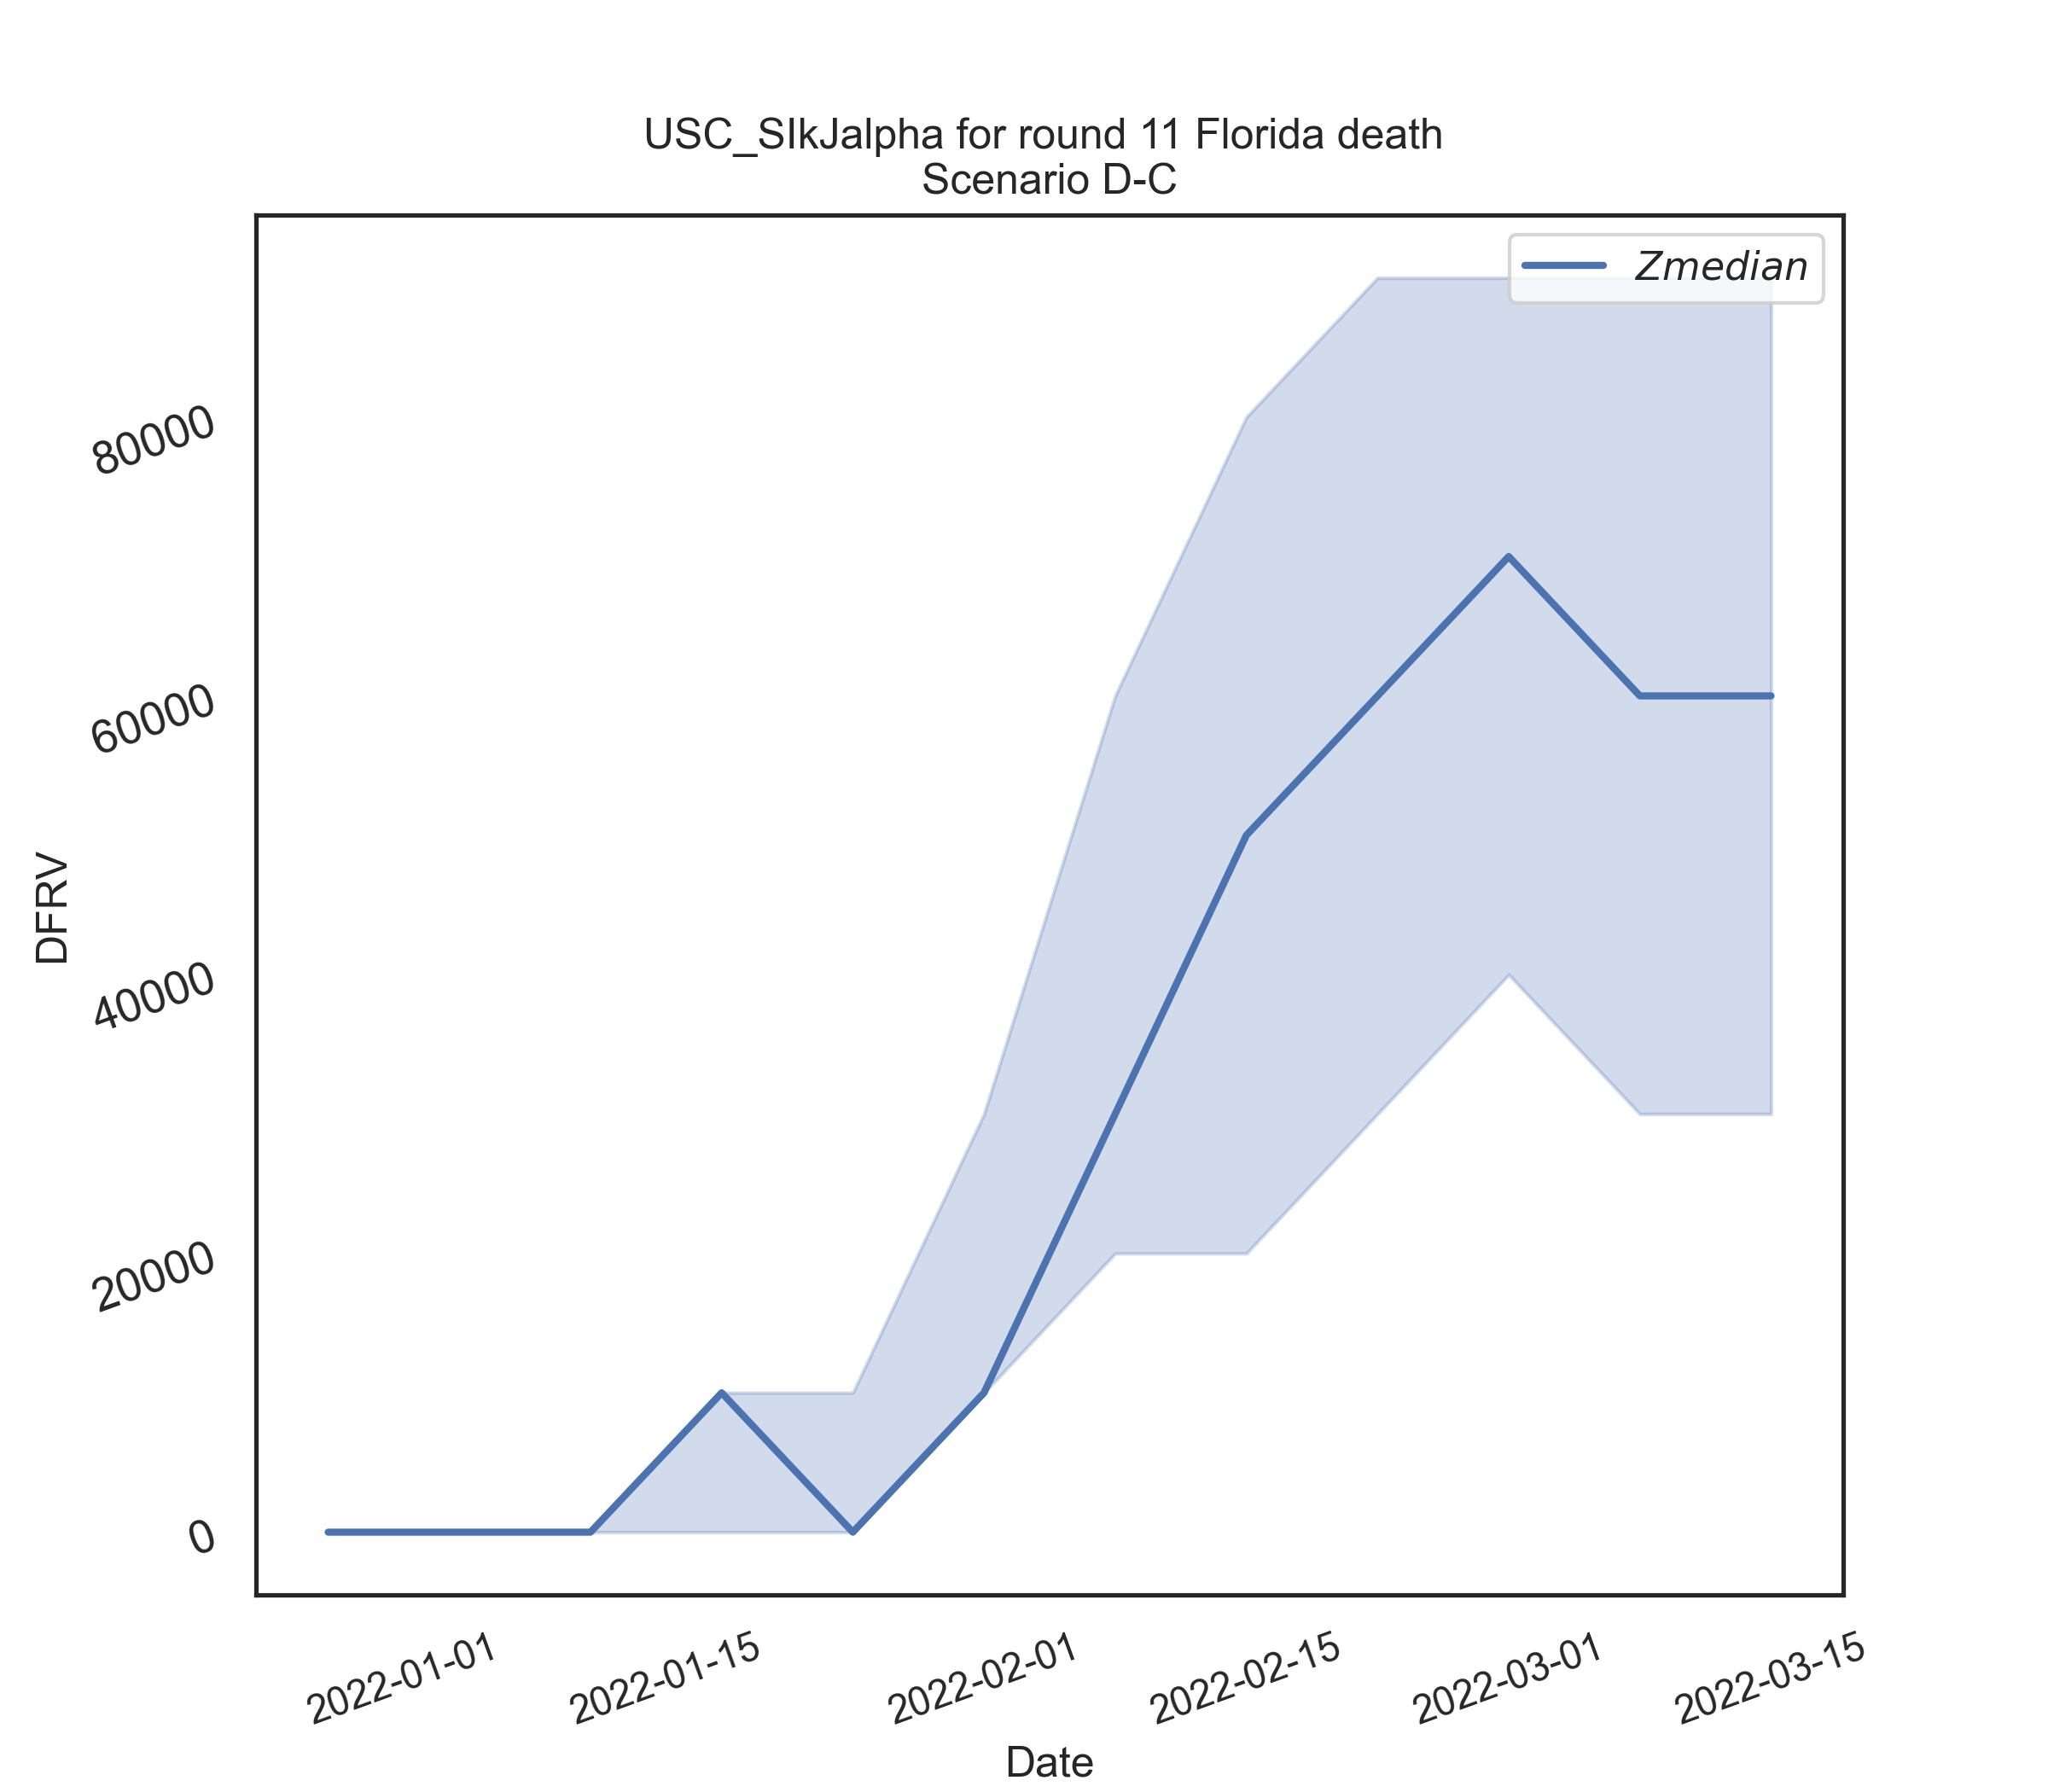 USC_SIkJalpha for round 11 Florida death
Scenario D-C
Zmedian
80000
60000
40000
20000
0
DFRV
2022-01-01
2022-01-15
2022-02-01
2022-02-15
2022-03-01
2022-03-15
Date